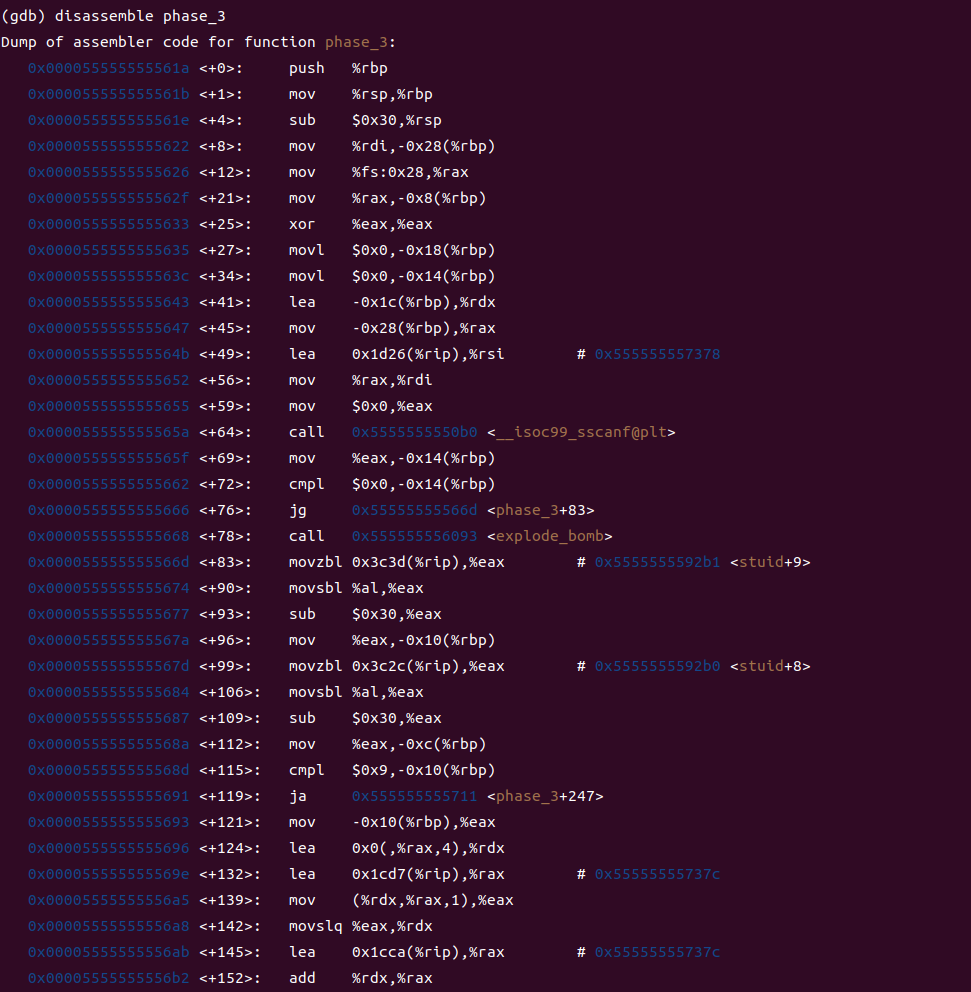 (gdb) disassemble phase_3
Dump of assembler code for function phase_3:
   0x000055555555561a <+0>:	push   %rbp
   0x000055555555561b <+1>:	mov    %rsp,%rbp
   0x000055555555561e <+4>:	sub    $0x30,%rsp
   0x0000555555555622 <+8>:	mov    %rdi,-0x28(%rbp)
   0x0000555555555626 <+12>:	mov    %fs:0x28,%rax
   0x000055555555562f <+21>:	mov    %rax,-0x8(%rbp)
   0x0000555555555633 <+25>:	xor    %eax,%eax
   0x0000555555555635 <+27>:	movl   $0x0,-0x18(%rbp)
   0x000055555555563c <+34>:	movl   $0x0,-0x14(%rbp)
   0x0000555555555643 <+41>:	lea    -0x1c(%rbp),%rdx
   0x0000555555555647 <+45>:	mov    -0x28(%rbp),%rax
   0x000055555555564b <+49>:	lea    0x1d26(%rip),%rsi        # 0x555555557378
   0x0000555555555652 <+56>:	mov    %rax,%rdi
   0x0000555555555655 <+59>:	mov    $0x0,%eax
   0x000055555555565a <+64>:	call   0x5555555550b0 <__isoc99_sscanf@plt>
   0x000055555555565f <+69>:	mov    %eax,-0x14(%rbp)
   0x0000555555555662 <+72>:	cmpl   $0x0,-0x14(%rbp)
   0x0000555555555666 <+76>:	jg     0x55555555566d <phase_3+83>
   0x0000555555555668 <+78>:	call   0x555555556093 <explode_bomb>
   0x000055555555566d <+83>:	movzbl 0x3c3d(%rip),%eax        # 0x5555555592b1 <stuid+9>
   0x0000555555555674 <+90>:	movsbl %al,%eax
   0x0000555555555677 <+93>:	sub    $0x30,%eax
   0x000055555555567a <+96>:	mov    %eax,-0x10(%rbp)
   0x000055555555567d <+99>:	movzbl 0x3c2c(%rip),%eax        # 0x5555555592b0 <stuid+8>
   0x0000555555555684 <+106>:	movsbl %al,%eax
   0x0000555555555687 <+109>:	sub    $0x30,%eax
   0x000055555555568a <+112>:	mov    %eax,-0xc(%rbp)
   0x000055555555568d <+115>:	cmpl   $0x9,-0x10(%rbp)
   0x0000555555555691 <+119>:	ja     0x555555555711 <phase_3+247>
   0x0000555555555693 <+121>:	mov    -0x10(%rbp),%eax
   0x0000555555555696 <+124>:	lea    0x0(,%rax,4),%rdx
   0x000055555555569e <+132>:	lea    0x1cd7(%rip),%rax        # 0x55555555737c
   0x00005555555556a5 <+139>:	mov    (%rdx,%rax,1),%eax
   0x00005555555556a8 <+142>:	movslq %eax,%rdx
   0x00005555555556ab <+145>:	lea    0x1cca(%rip),%rax        # 0x55555555737c
   0x00005555555556b2 <+152>:	add    %rdx,%rax